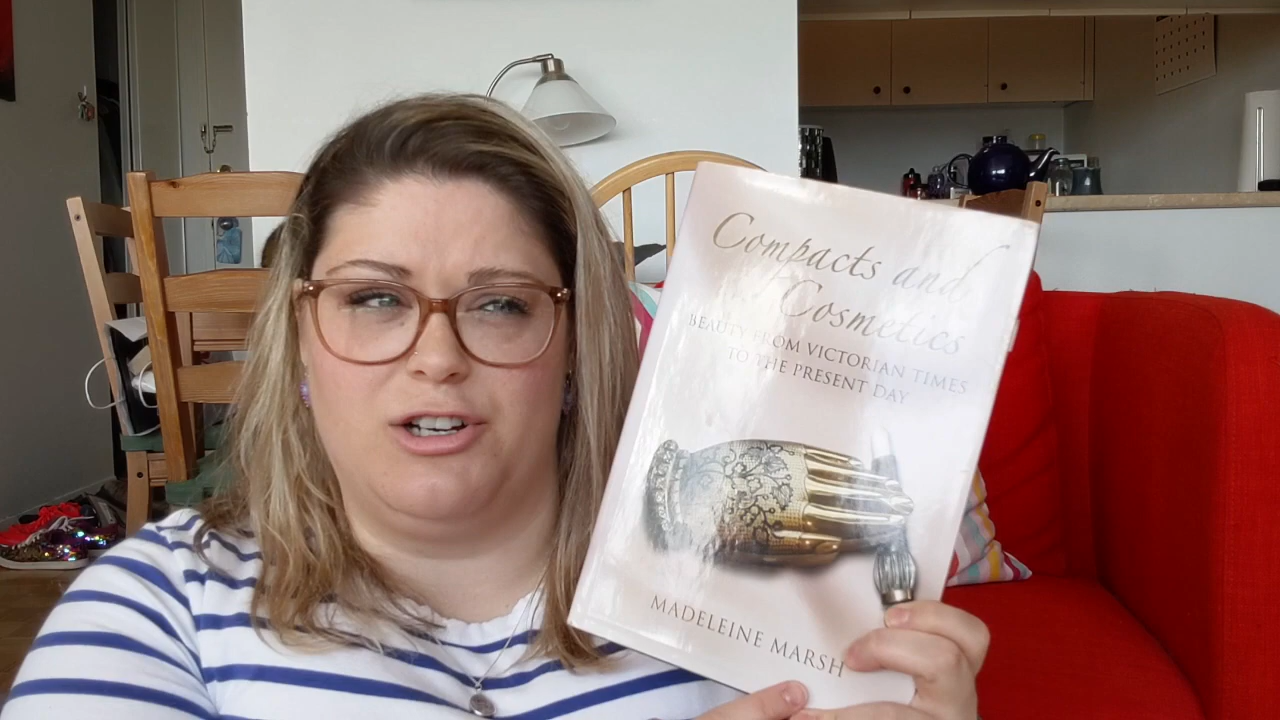 Compacts and
Cosmetics
BEAUTY FROM VICTORIAN TIMES
TO THE PRESENT DAY
MADELEINE MARSH